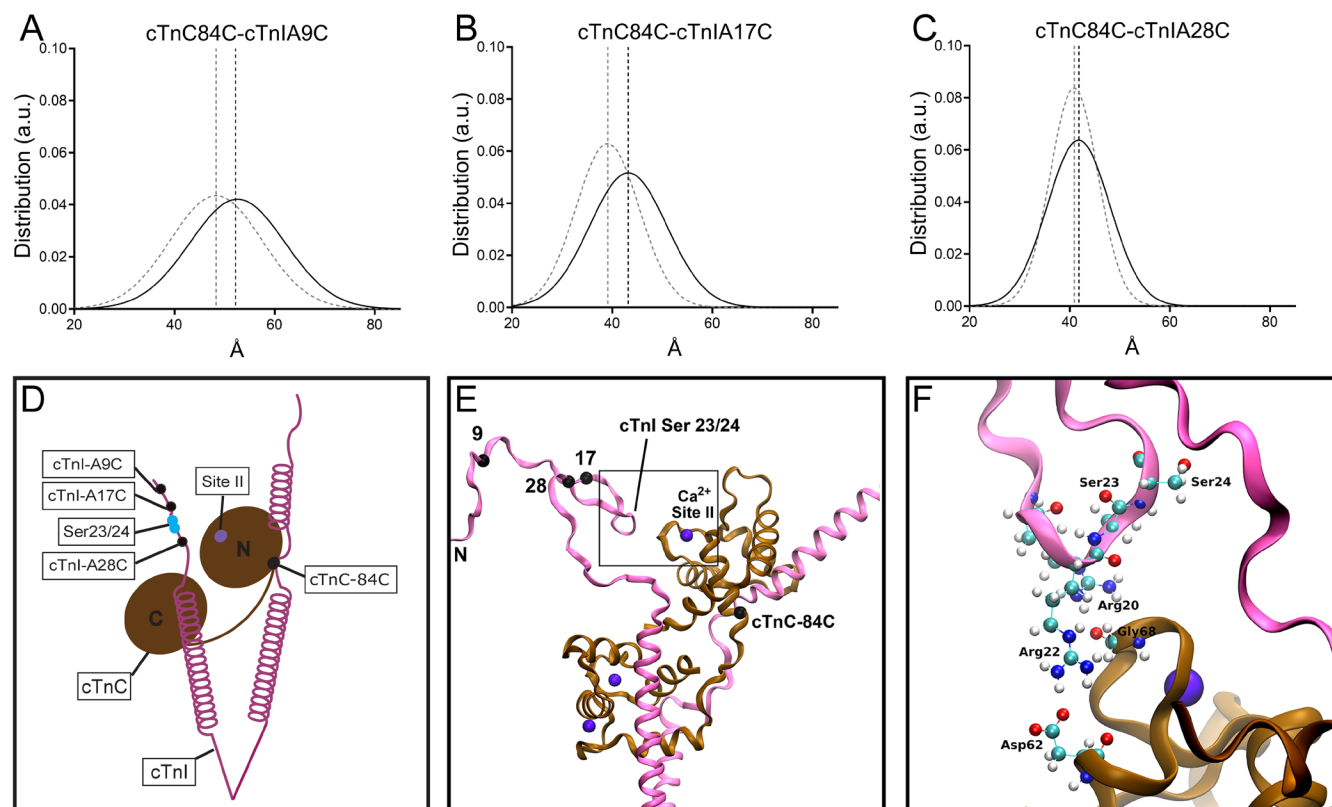 A
cTnC84C-cTnIA9C
Distribution (a.u.)
0.10
0.08
0.06
0.04
0.02
0.00
20
40
60
80
Å
B
cTnC84C-cTnIA17C
Distribution (a.u.)
0.10
0.08
0.06
0.04
0.02
0.00
20
40
60
80
Å
C
cTnC84C-cTnIA28C
Distribution (a.u.)
0.10
0.08
0.06
0.04
0.02
0.00
20
40
60
80
Å
D
cTnI-A9C
cTnI-A17C
Ser23/24
cTnI-A28C
Site II
N
C
cTnC-84C
cTnC
cTnI
E
9
cTnI Ser 23/24
17
28
Ca2+
Site II
N
cTnC-84C
F
Ser23
Ser24
Arg20
Gly68
Arg22
Asp62